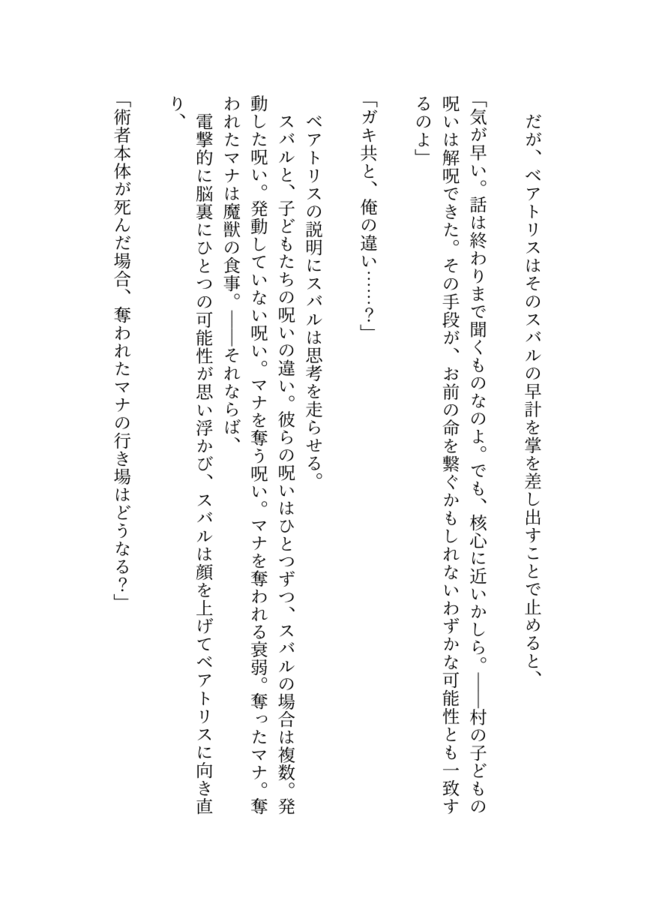 だが、ベアトリスはそのスバルの早計を掌を差し出すことで止めると、
「気が早い。話は終わりまで聞くものなのよ。でも、核心に近いかしら。――村の子どもの
呪いは解呪できた。その手段が、お前の命を繋ぐかもしれないわずかな可能性とも一致す
るのよ」
「ガキ共と、俺の違い……？」
ベアトリスの説明にスバルは思考を走らせる。
スバルと、子どもたちの呪いの違い。彼らの呪いはひとつずつ、スバルの場合は複数。発
動した呪い。発動していない呪い。マナを奪う呪い。マナを奪われる衰弱。奪ったマナ。奪
われたマナは魔獣の食事。――それならば、
電撃的に脳裏にひとつの可能性が思い浮かび、スバルは顔を上げてベアトリスに向き直
り、
「術者本体が死んだ場合、奪われたマナの行き場はどうなる？」